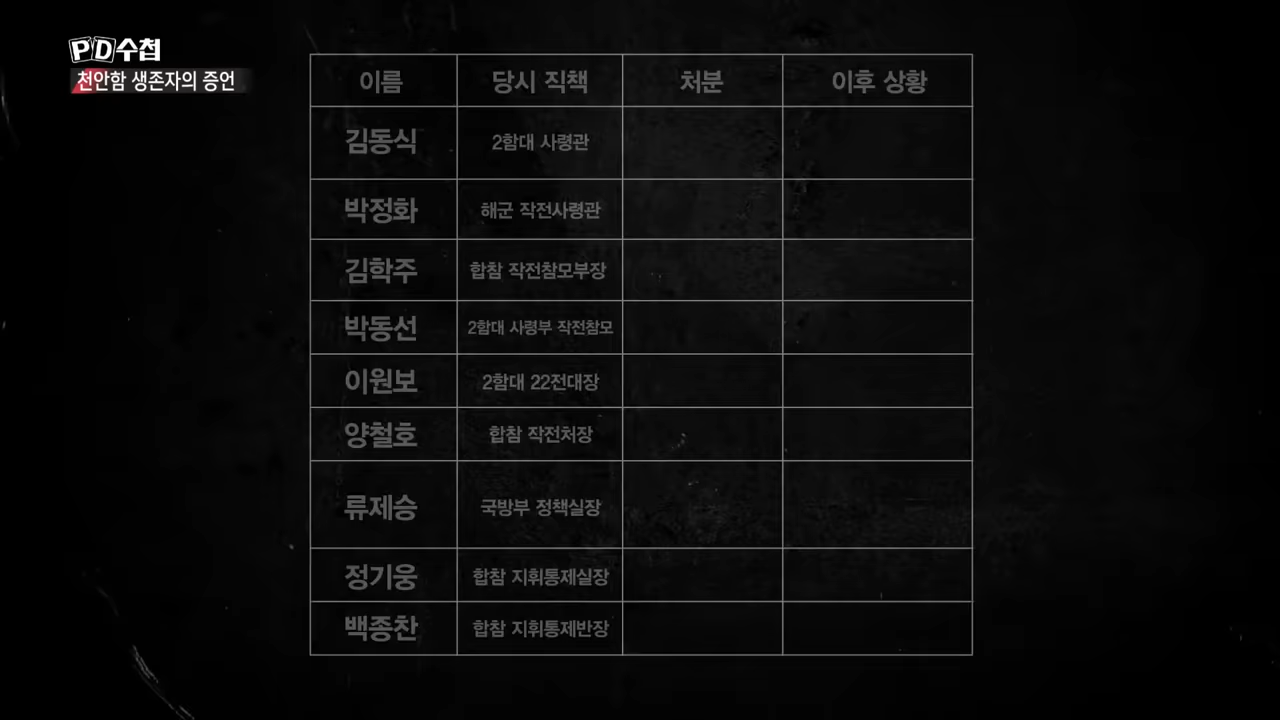 PD수첩
천안함 생존자의 증언
이름 당시 직책 처분 이후 상황
김동식 2함대 사령관
박정화 해군 작전사령관
김학주 합참 작전참모부장
박동선 2함대 사령부 작전참모
이원보 2함대 22전대장
양철호 합참 작전처장
류제승 국방부 정책실장
정기웅 합참 지휘통제실장
백종찬 합참 지휘통제반장